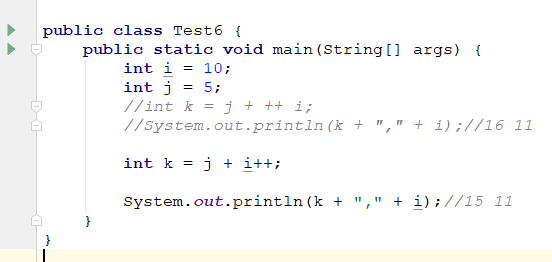 public class Test6 {
public static void main(String[] args) {
int i = 10;
int j = 5;
//int k = j + ++ i;
//System.out.println(k + "," + i);//16 11
int k = j + i++;
System.out.println(k + "," + i);//15 11
}
}